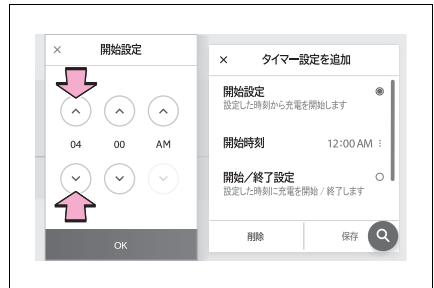 × 開始設定
04 00 AM
OK
× タイマー設定を追加
開始設定
設定した時刻から充電を開始します
開始時刻 12:00 AM
開始／終了設定
設定した時刻に充電を開始 / 終了します
削除 保存